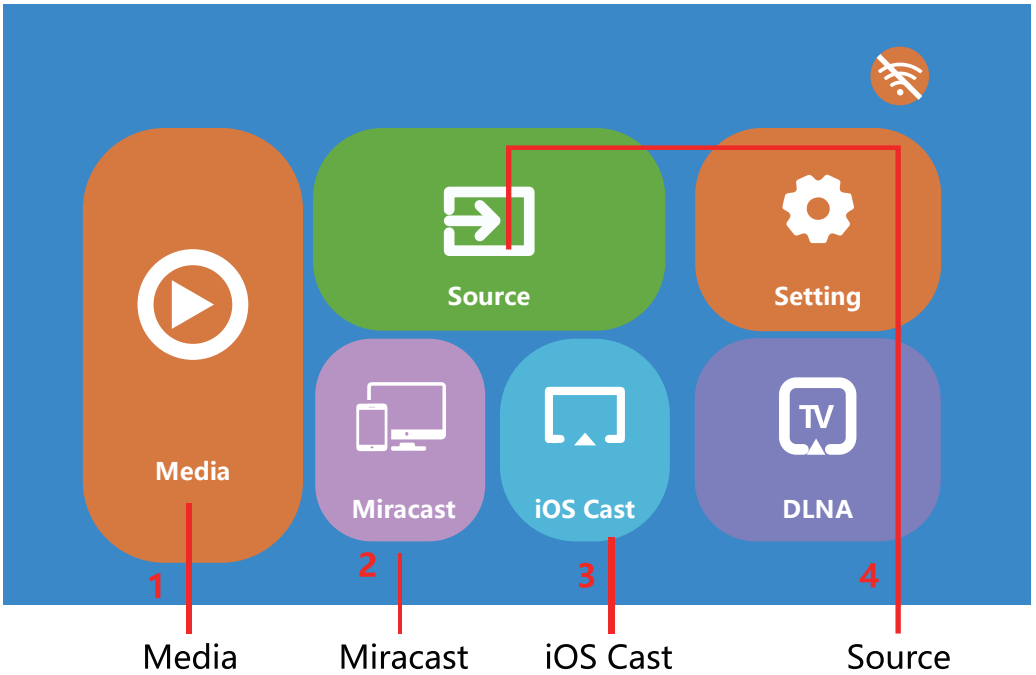 Source
Setting
Media
TV
Miracast
iOS Cast
DLNA
1
2
3
4
Media
Miracast
iOS Cast
Source